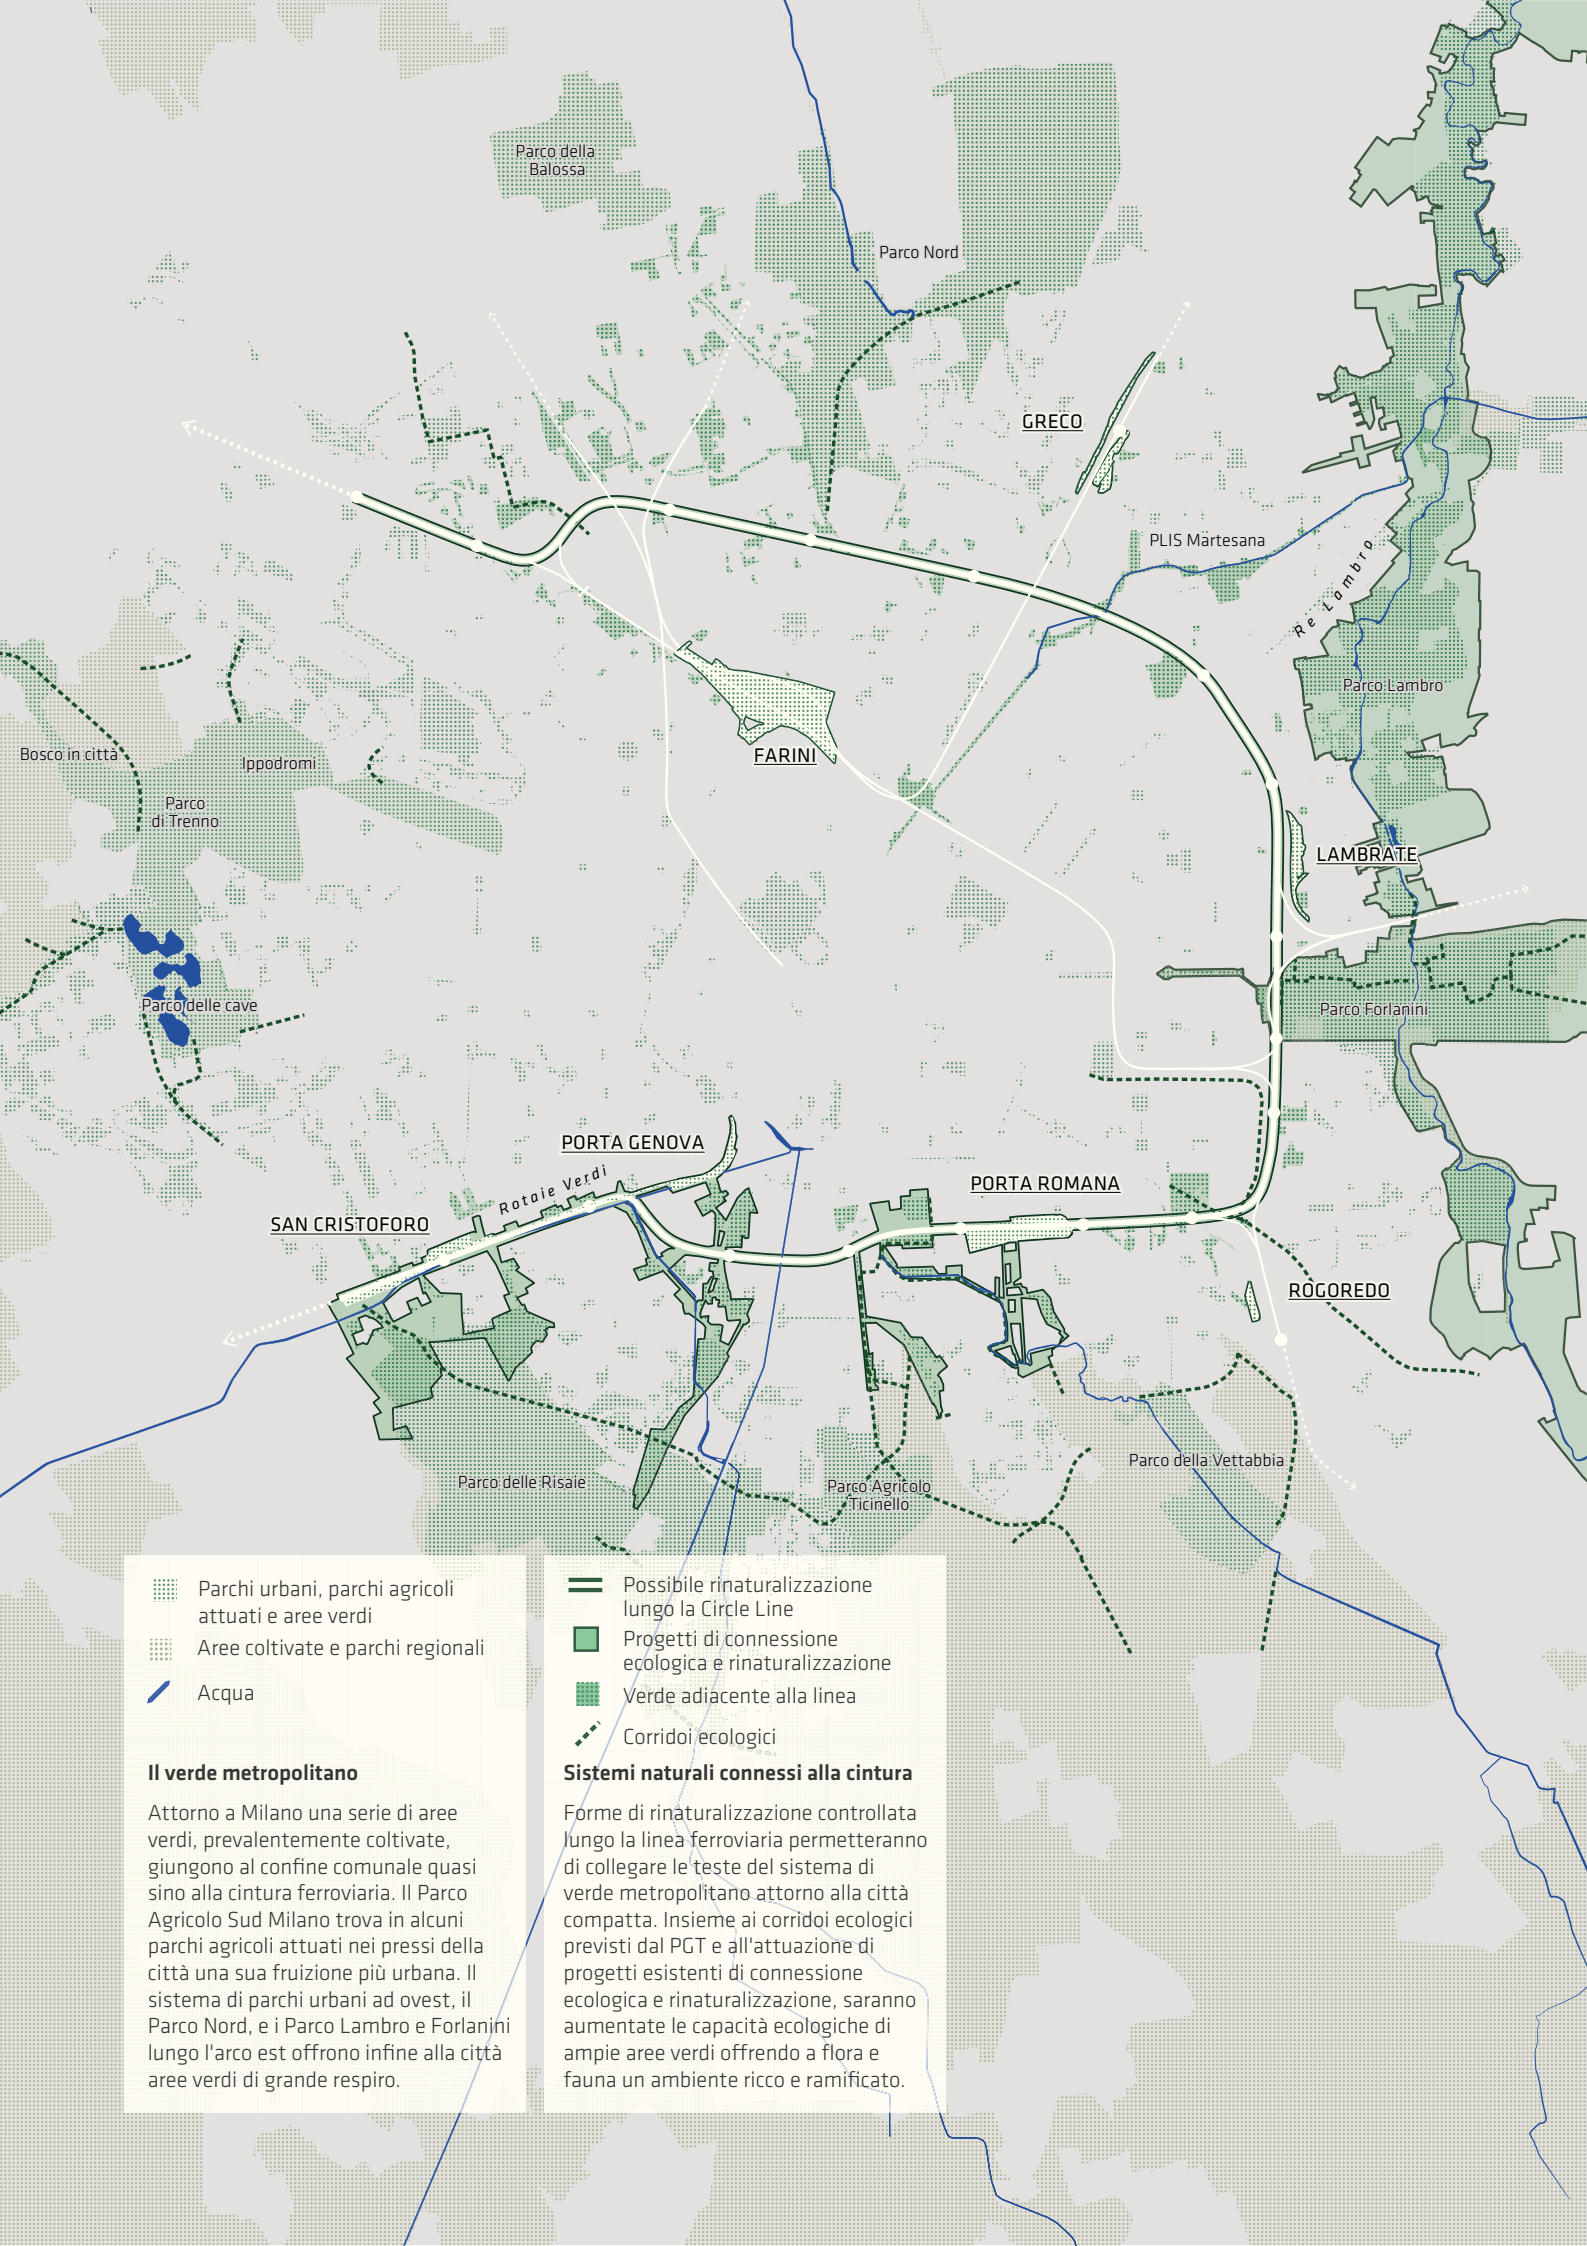 Parco della
Balossa
Parco Nord
GRECO
PLIS Martesana
Re Lambro
Parco Lambro
Bosco in città
Ippodromi
Parco
di Trenno
FARINI
LAMBRATE
Parco delle cave
Parco Forlanini
PORTA GENOVA
Rotaie Verdi
PORTA ROMANA
SAN CRISTOFORO
ROGOREDO
Parco delle Risaie
Parco Agricolo
Ticinello
Parco della Vettabbia
Parchi urbani, parchi agricoli
attuati e aree verdi
Aree coltivate e parchi regionali
Acqua
Il verde metropolitano
Attorno a Milano una serie di aree
verdi, prevalentemente coltivate,
giungono al confine comunale quasi
sino alla cintura ferroviaria. Il Parco
Agricolo Sud Milano trova in alcuni
parchi agricoli attuati nei pressi della
città una sua fruizione più urbana. Il
sistema di parchi urbani ad ovest, il
Parco Nord, e i Parco Lambro e Forlanini
lungo l'arco est offrono infine alla città
aree verdi di grande respiro.
Possibile rinaturalizzazione
lungo la Circle Line
Progetti di connessione
ecologica e rinaturalizzazione
Verde adiacente alla linea
Corridoi ecologici
Sistemi naturali connessi alla cintura
Forme di rinaturalizzazione controllata
lungo la linea ferroviaria permetteranno
di collegare le teste del sistema di
verde metropolitano attorno alla città
compatta. Insieme ai corridoi ecologici
previsti dal PGT e all'attuazione di
progetti esistenti di connessione
ecologica e rinaturalizzazione, saranno
aumentate le capacità ecologiche di
ampie aree verdi offrendo a flora e
fauna un ambiente ricco e ramificato.